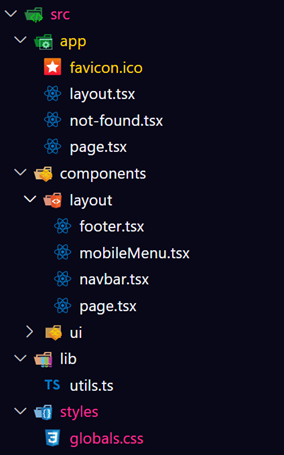 src
app
favicon.ico
layout.tsx
not-found.tsx
page.tsx
components
layout
footer.tsx
mobileMenu.tsx
navbar.tsx
page.tsx
ui
lib
TS utils.ts
styles
globals.css